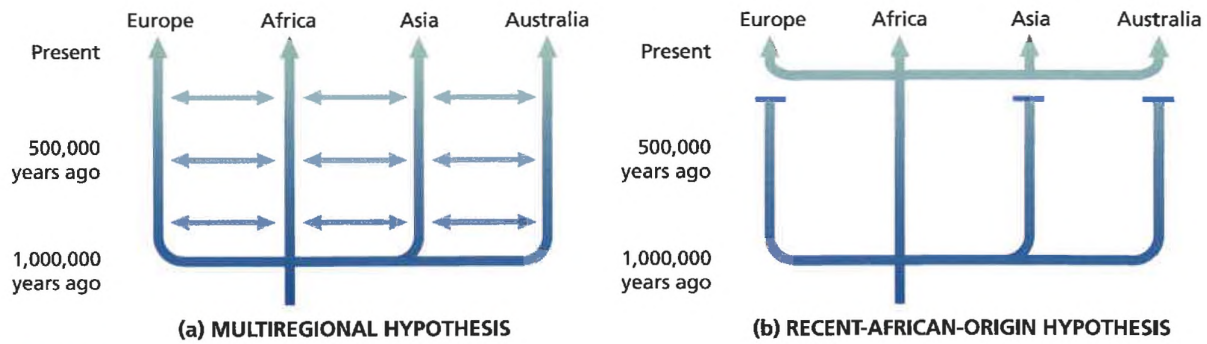 Europe Africa Asia Australia
Present
500,000
years ago
1,000,000
years ago
(a) MULTIREGIONAL HYPOTHESIS
Europe Africa Asia Australia
Present
500,000
years ago
1,000,000
years ago
(b) RECENT-AFRICAN-ORIGIN HYPOTHESIS